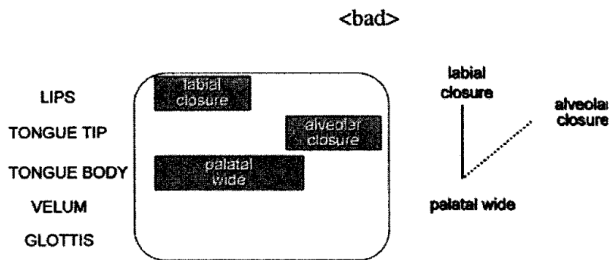 <bad>
LIPS
TONGUE TIP
TONGUE BODY
VELUM
GLOTTIS
labial
closure
alveolar
closure
palatal
wide
labial
closure
alveolar
closure
palatal wide